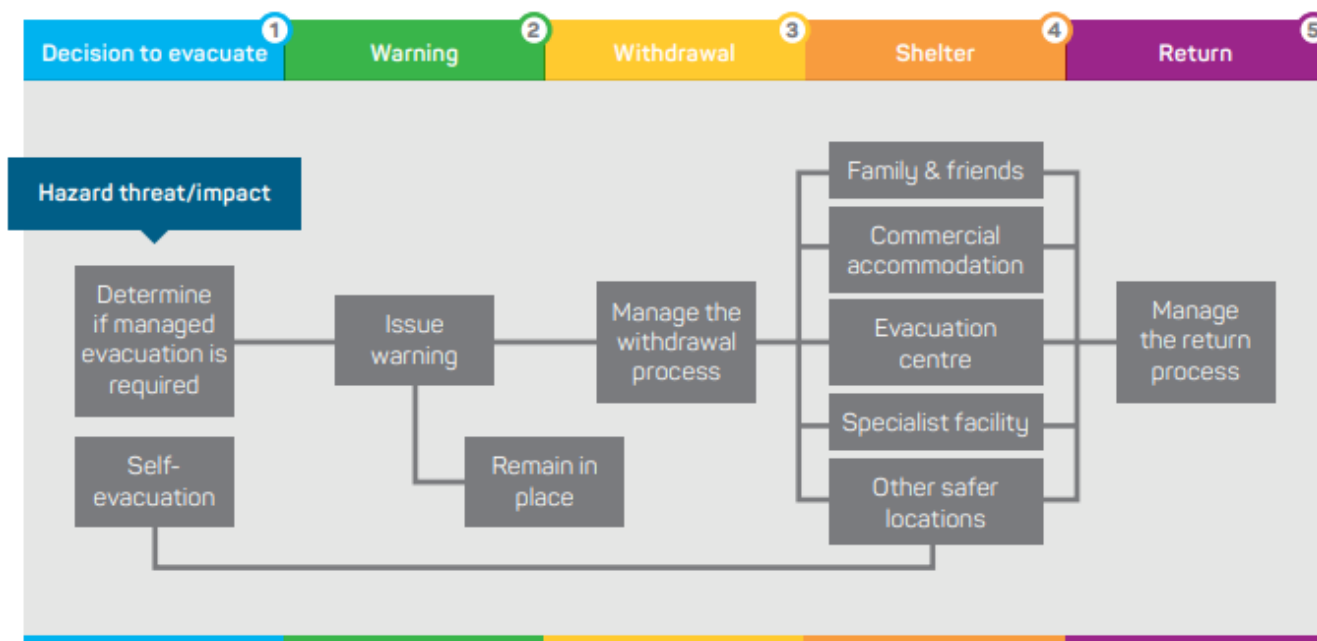 1
2
3
4
5
Decision to evacuate
Warning
Withdrawal
Shelter
Return
Hazard threat/impact
Determine
if managed
evacuation is
required
Self-
evacuation
Issue
warning
Remain in
place
Manage the
withdrawal
process
Family & friends
Commercial
accommodation
Evacuation
centre
Specialist facility
Other safer
locations
Manage
the return
process